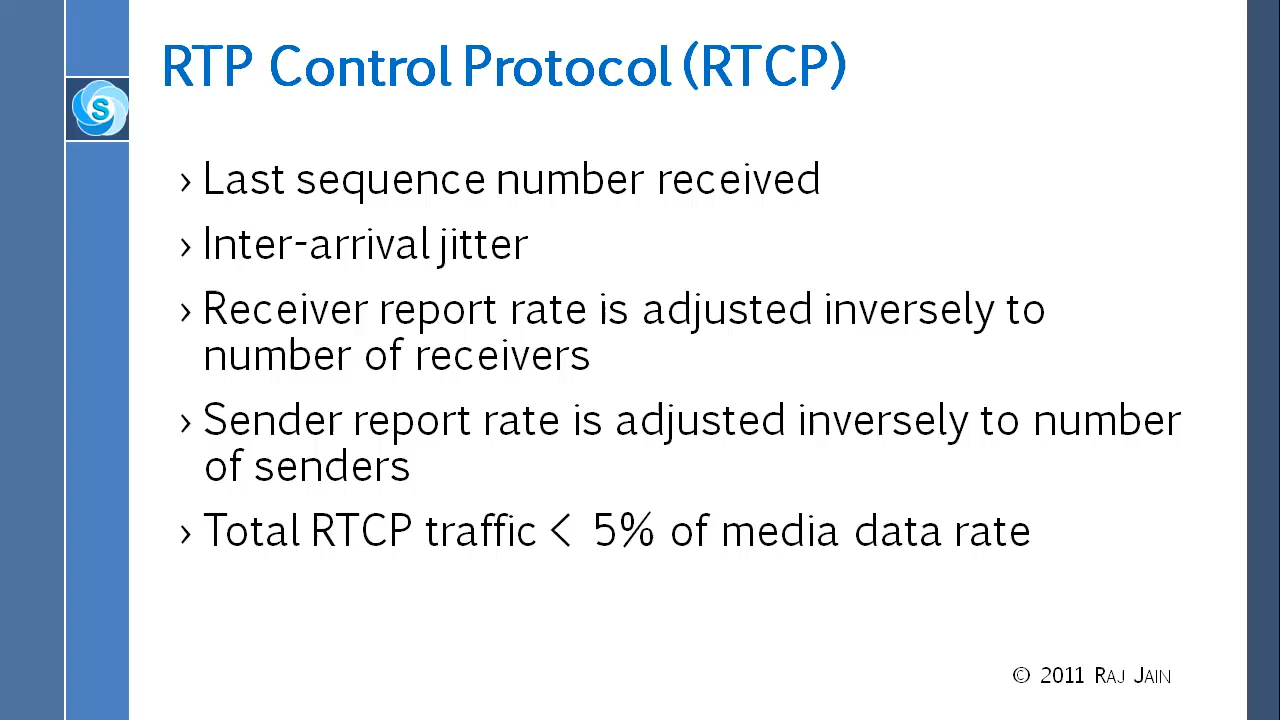 RTP Control Protocol (RTCP)
S
› Last sequence number received
› Inter-arrival jitter
› Receiver report rate is adjusted inversely to
number of receivers
› Sender report rate is adjusted inversely to number
of senders
› Total RTCP traffic < 5% of media data rate
© 2011 RAJ JAIN